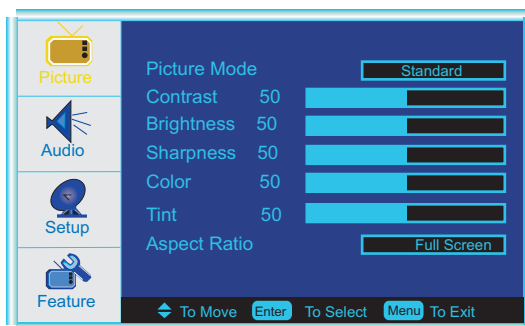 Picture
Audio
Setup
Feature
Picture Mode Standard
Contrast 50
Brightness 50
Sharpness 50
Color 50
Tint 50
Aspect Ratio Full Screen
To Move Enter To Select Menu To Exit